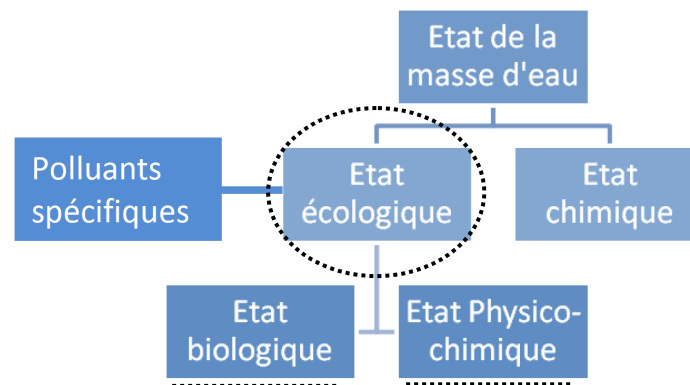 Etat de la
masse d'eau
Polluants
spécifiques
Etat
écologique
Etat
chimique
Etat
biologique
Etat Physico-
chimique